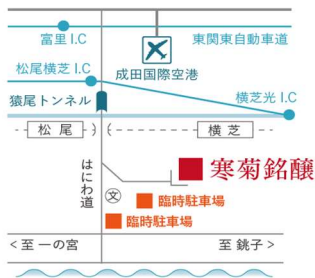 富里 I.C
東関東自動車道
成田国際空港
松尾横芝 I.C
猿尾トンネル
横芝光 I.C
松尾
横芝
はにわ道
寒菊銘醸
文
臨時駐車場
臨時駐車場
< 至 一の宮
至 銚子 >